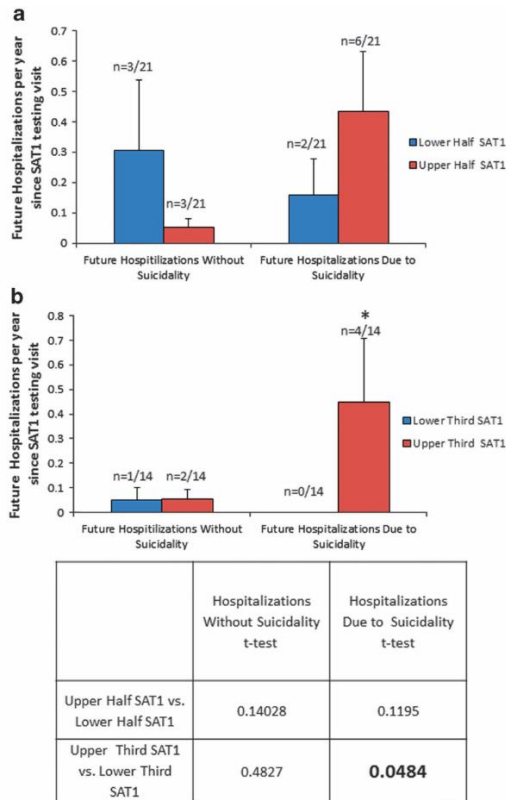 a
Future Hospitalizations per year
since SAT1 testing visit
0.7
0.6
0.5
0.4
0.3
0.2
0.1
0
n=3/21
n=3/21
n=2/21
n=6/21
Lower Half SAT1
Upper Half SAT1
Future Hospitilizations Without
Suicidality
Future Hospitalizations Due to
Suicidality
b
Future Hospitalizations per year
since SAT1 testing visit
0.8
0.7
0.6
0.5
0.4
0.3
0.2
0.1
0
n=1/14
n=2/14
n=0/14
*
n=4/14
Lower Third SAT1
Upper Third SAT1
Future Hospitilizations Without
Suicidality
Future Hospitalizations Due to
Suicidality
Hospitalizations
Without Suicidality
t-test
Hospitalizations
Due to Suicidality
t-test
Upper Half SAT1 vs.
Lower Half SAT1
0.14028
0.1195
Upper Third SAT1
vs. Lower Third
SAT1
0.4827
0.0484